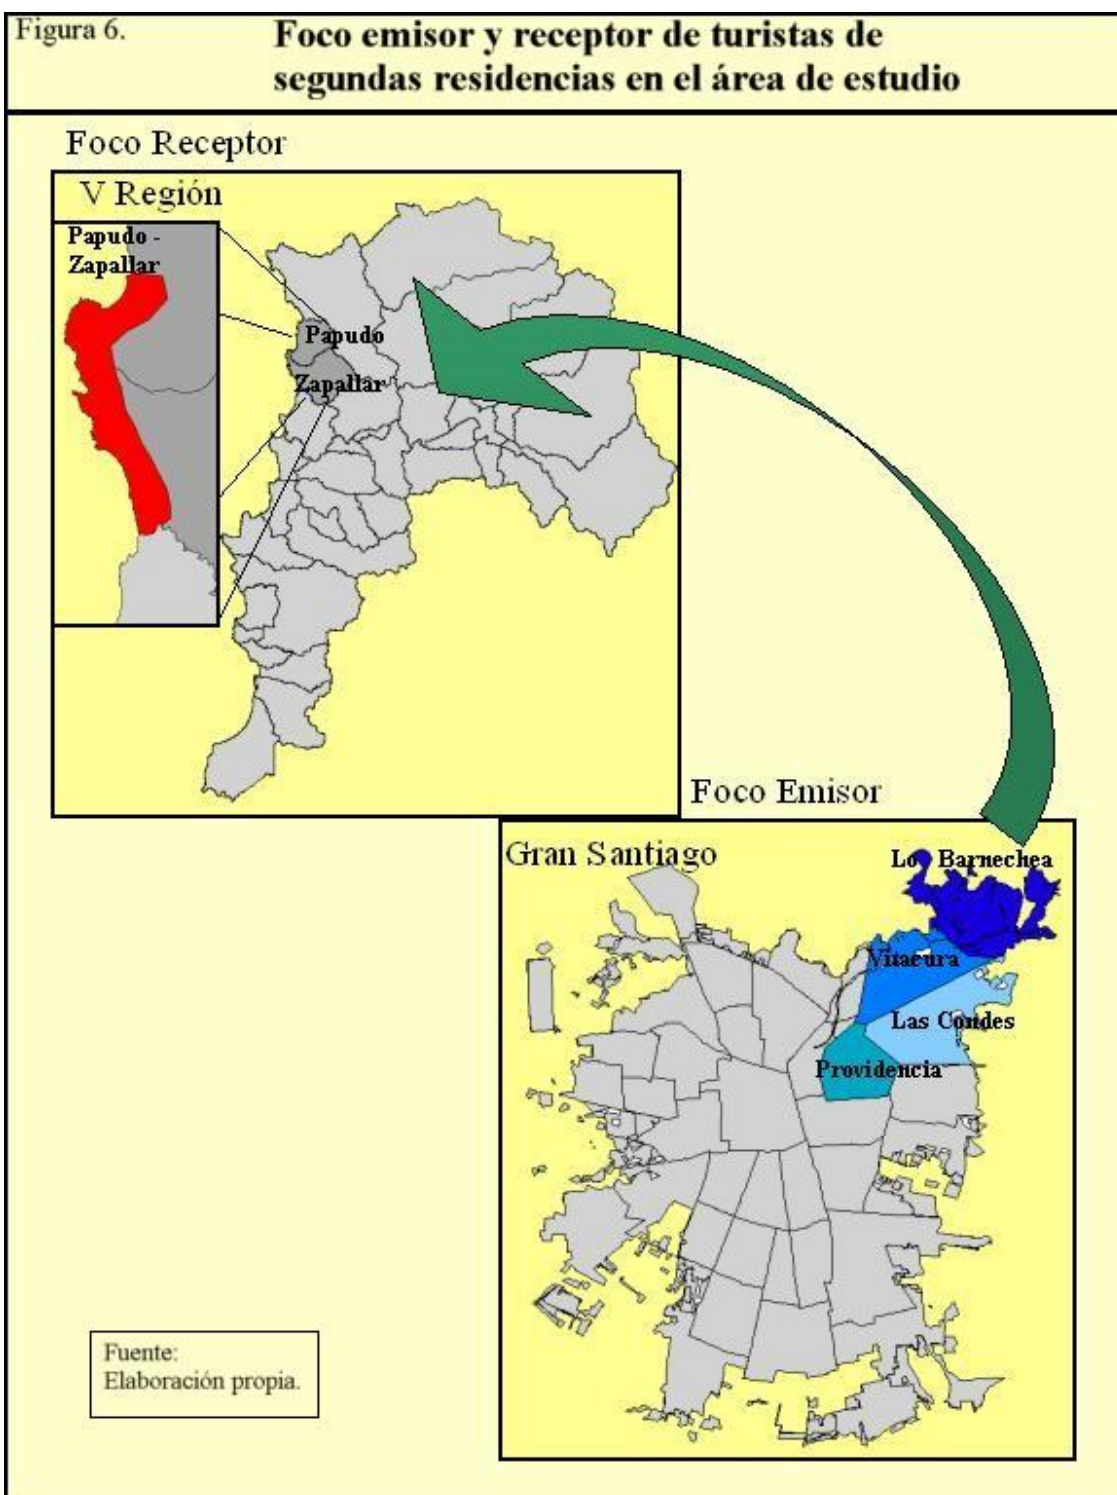 Figura 6.
Foco emisor y receptor de turistas de
segundas residencias en el área de estudio
Foco Receptor
V Región
Papudo -
Zapallar
Papudo
Zapallar
Foco Emisor
Gran Santiago
Lo Barnechea
Vitacura
Las Condes
Providencia
Fuente:
Elaboración propia.